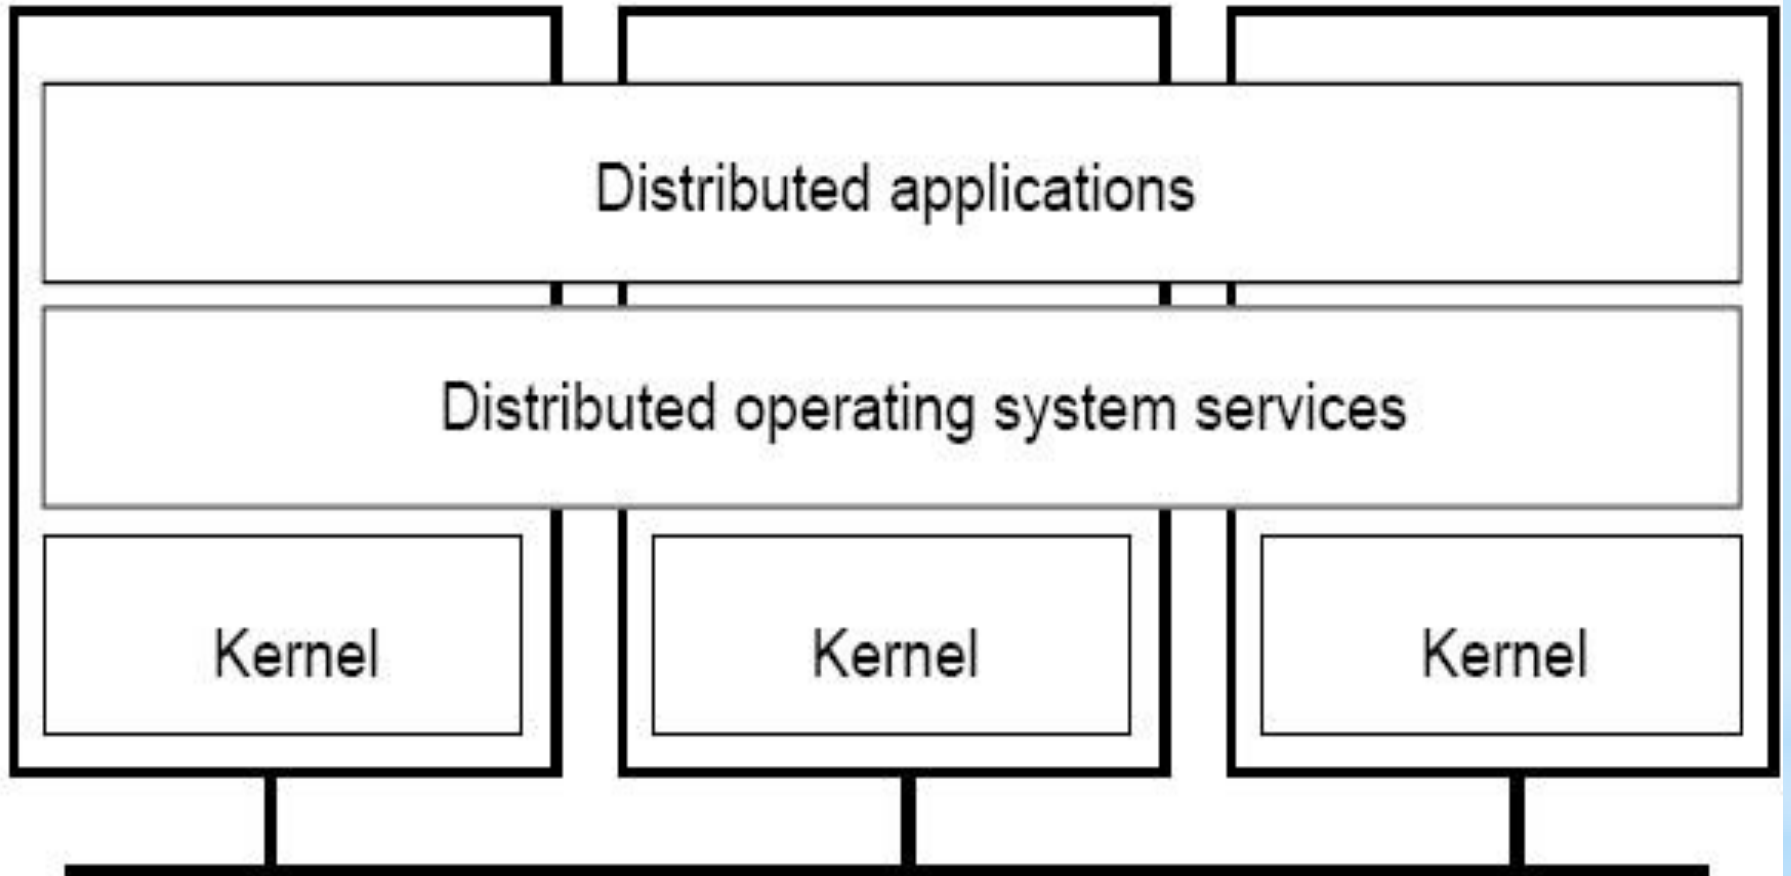 Distributed applications
Distributed operating system services
Kernel
Kernel
Kernel